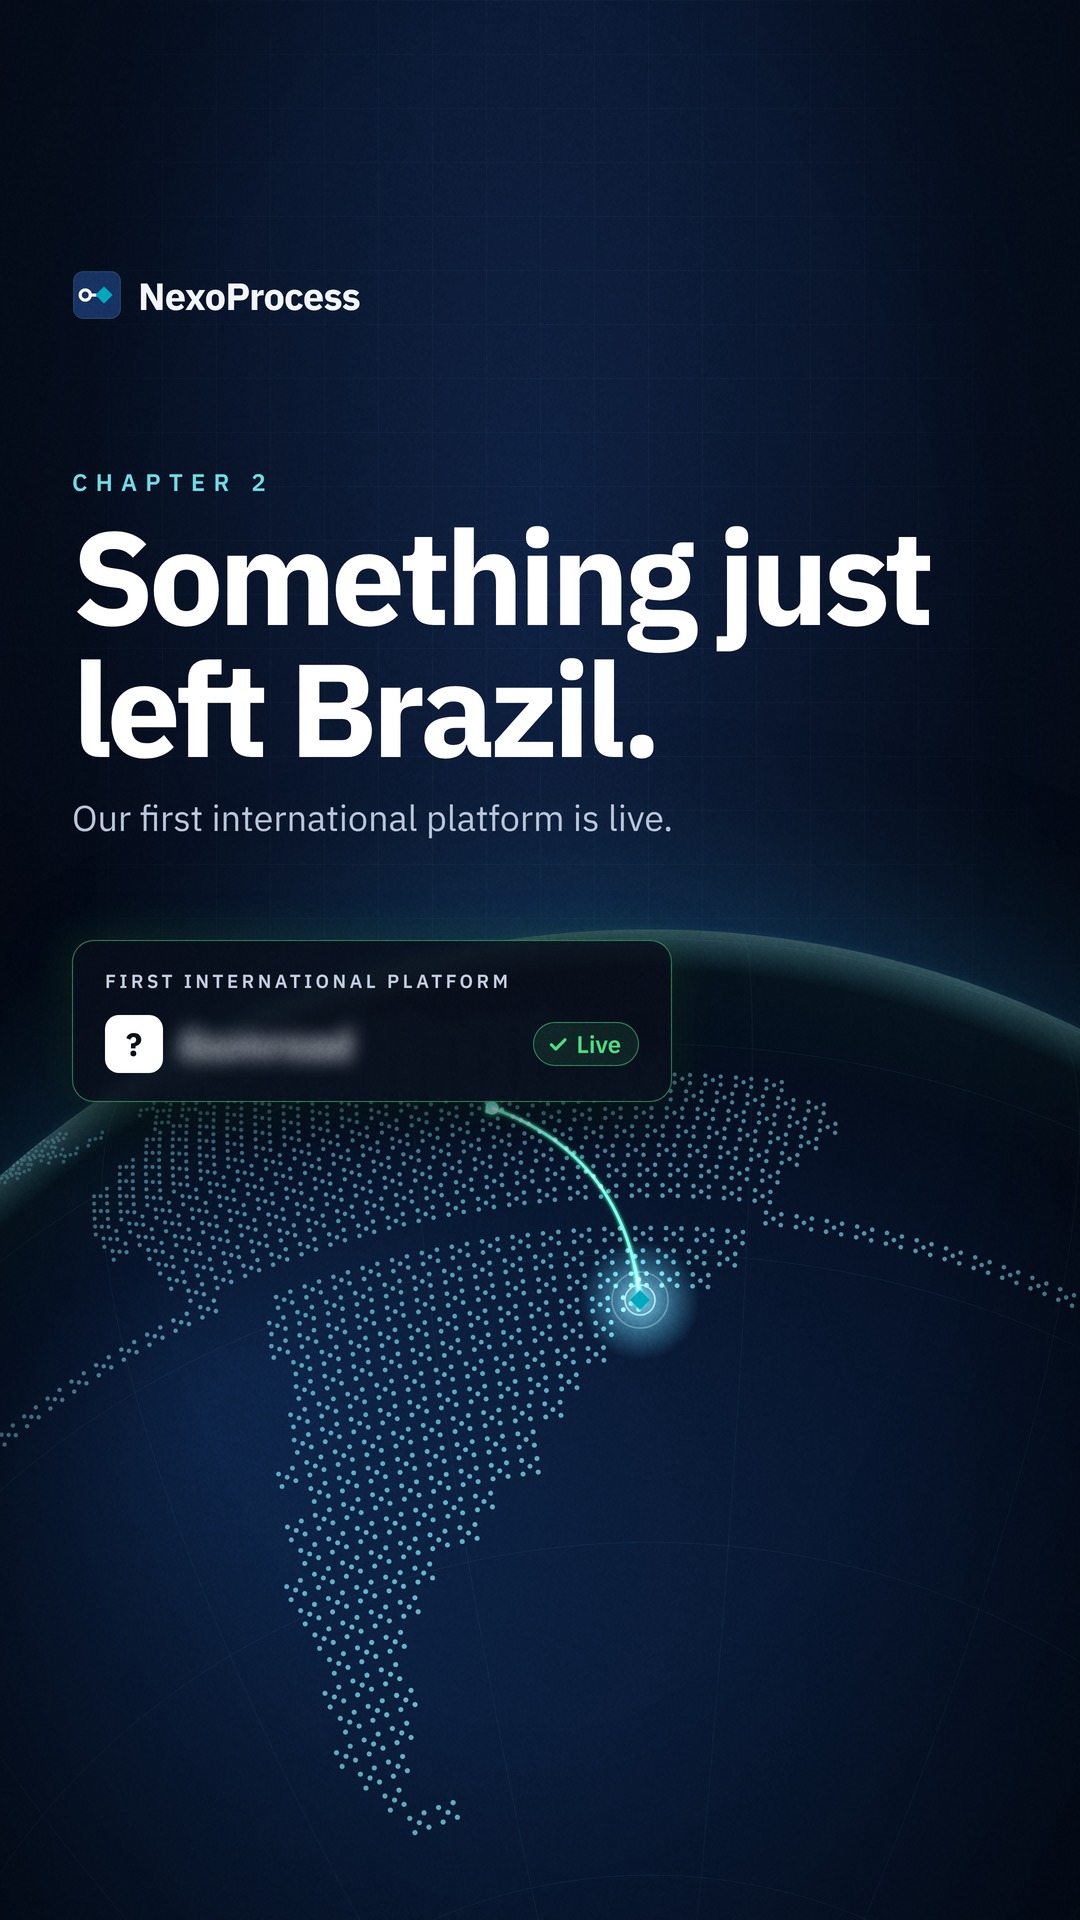 NexoProcess
CHAPTER 2
Something just
left Brazil.
Our first international platform is live.
FIRST INTERNATIONAL PLATFORM
?
Live